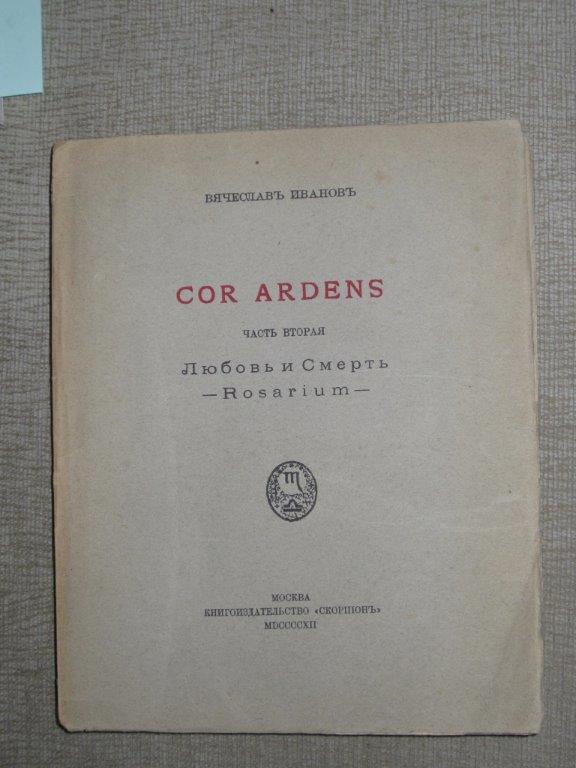 ВЯЧЕСЛАВЪ ИВАНОВЪ
COR ARDENS
ЧАСТЬ ВТОРАЯ
Любовь и Смерть
—Rosarium—
МОСКВА
КНИГОИЗДАТЕЛЬСТВО «СКОРПІОНЪ»
MDCCCCXII